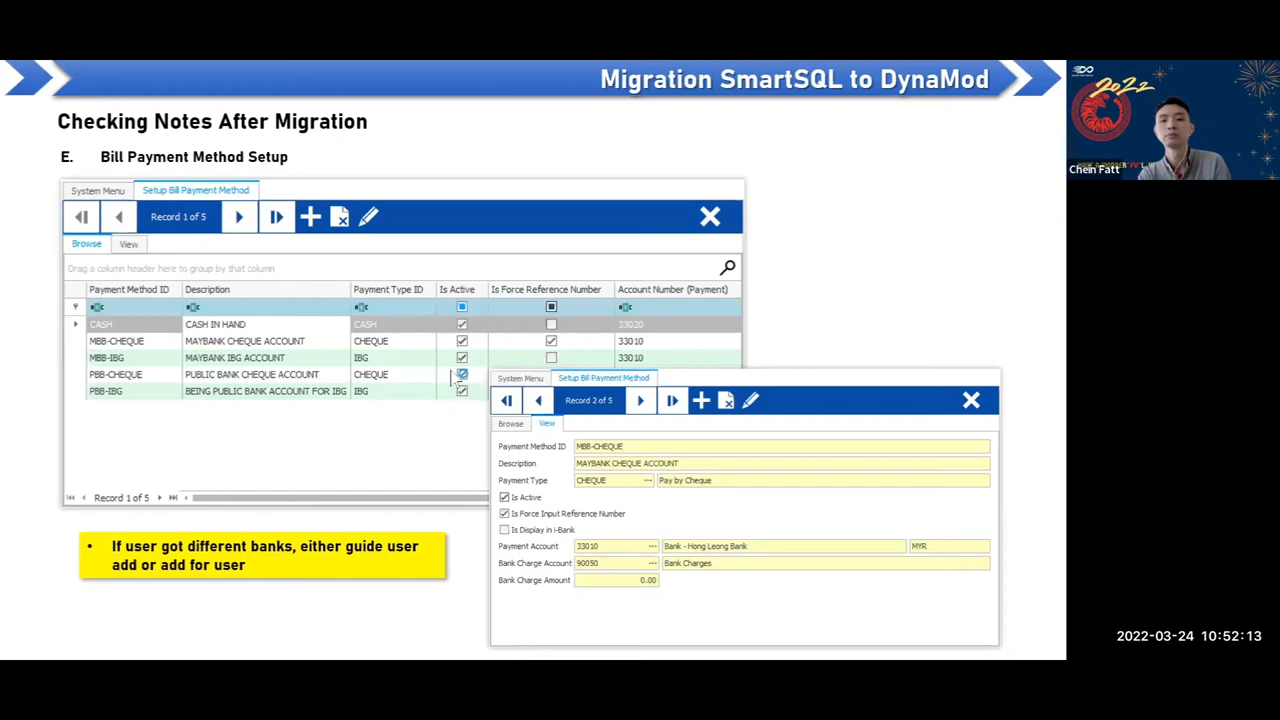 Migration SmartSQL to DynaMod
2022
Chein Fatt
Checking Notes After Migration
E. Bill Payment Method Setup
System Menu Setup Bill Payment Method
Record 1 of 5
Browse View
Drag a column header here to group by that column
Payment Method ID Description Payment Type ID Is Active Is Force Reference Number Account Number (Payment)
CASH CASH IN HAND CASH 33020
MBB-CHEQUE MAYBANK CHEQUE ACCOUNT CHEQUE 33010
MBB-IBG MAYBANK IBG ACCOUNT IBG 33010
PBB-CHEQUE PUBLIC BANK CHEQUE ACCOUNT CHEQUE
PBB-IBG BEING PUBLIC BANK ACCOUNT FOR IBG IBG
Record 1 of 5
System Menu Setup Bill Payment Method
Record 2 of 5
Browse View
Payment Method ID MBB-CHEQUE
Description MAYBANK CHEQUE ACCOUNT
Payment Type CHEQUE ... Pay by Cheque
Is Active
Is Force Input Reference Number
Is Display in i-Bank
Payment Account 33010 ... Bank - Hong Leong Bank MYR
Bank Charge Account 90050 ... Bank Charges
Bank Charge Amount 0.00
• If user got different banks, either guide user
add or add for user
2022-03-24 10:52:13